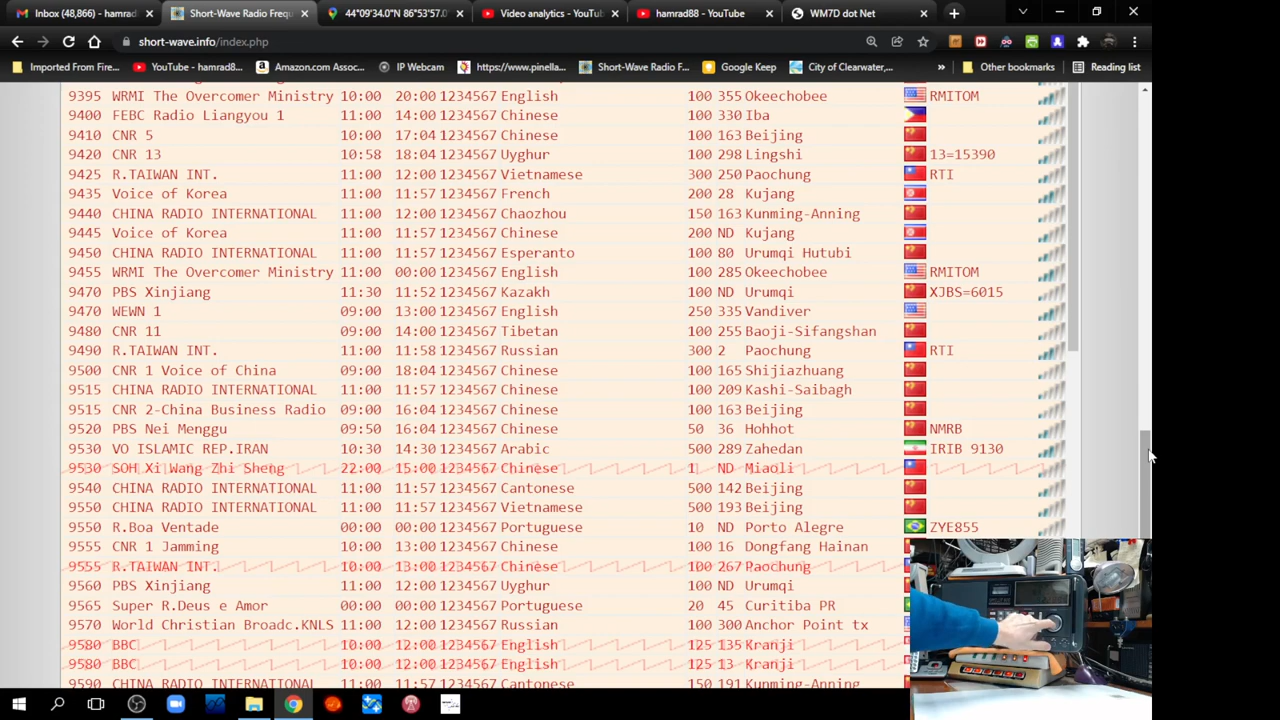 Inbox (48,866) - hamrad
Short-Wave Radio Frequ
44°09'34.0"N 86°53'57.0
Video analytics - YouTu
hamrad88 - YouTube
WM7D dot Net
short-wave.info/index.php
Imported From Fire...
YouTube - hamrad8...
Amazon.com Assoc...
IP Webcam
https://www.pinella...
Short-Wave Radio F...
Google Keep
City of Clearwater,...
»
Other bookmarks
Reading list
9395 WRMI The Overcomer Ministry 10:00 20:00 1234567 English 100 355 Okeechobee RMITOM
9400 FEBC Radio Liangyou 1 11:00 14:00 1234567 Chinese 100 330 Iba
9410 CNR 5 10:00 17:04 1234567 Chinese 100 163 Beijing
9420 CNR 13 10:58 18:04 1234567 Uyghur 100 298 Lingshi 13=15390
9425 R.TAIWAN INT. 11:00 12:00 1234567 Vietnamese 300 250 Paochung RTI
9435 Voice of Korea 11:00 11:57 1234567 French 200 28 Kujang
9440 CHINA RADIO INTERNATIONAL 11:00 12:00 1234567 Chaozhou 150 163 Kunming-Anning
9445 Voice of Korea 11:00 11:57 1234567 Chinese 200 ND Kujang
9450 CHINA RADIO INTERNATIONAL 11:00 11:57 1234567 Esperanto 100 80 Urumqi Hutubi
9455 WRMI The Overcomer Ministry 11:00 00:00 1234567 English 100 285 Okeechobee RMITOM
9470 PBS Xinjiang 11:30 11:52 1234567 Kazakh 100 ND Urumqi XJBS=6015
9470 WEWN 1 09:00 13:00 1234567 English 250 335 Vandiver
9480 CNR 11 09:00 14:00 1234567 Tibetan 100 255 Baoji-Sifangshan
9490 R.TAIWAN INT. 11:00 11:58 1234567 Russian 300 2 Paochung RTI
9500 CNR 1 Voice of China 09:00 18:04 1234567 Chinese 100 165 Shijiazhuang
9515 CHINA RADIO INTERNATIONAL 11:00 11:57 1234567 Chinese 100 209 Kashi-Saibagh
9515 CNR 2-China Business Radio 09:00 16:04 1234567 Chinese 100 163 Beijing
9520 PBS Nei Menggu 09:50 16:04 1234567 Chinese 50 36 Hohhot NMRB
9530 VO ISLAMIC REP.IRAN 10:30 14:30 1234567 Arabic 500 289 Zahedan IRIB 9130
9530 SOH Xi Wang Zhi Sheng 22:00 15:00 1234567 Chinese 1 ND Miaoli
9540 CHINA RADIO INTERNATIONAL 11:00 11:57 1234567 Cantonese 500 142 Beijing
9550 CHINA RADIO INTERNATIONAL 11:00 11:57 1234567 Vietnamese 500 193 Beijing
9550 R.Boa Ventade 00:00 00:00 1234567 Portuguese 10 ND Porto Alegre ZYE855
9555 CNR 1 Jamming 10:00 13:00 1234567 Chinese 100 16 Dongfang Hainan
9555 R.TAIWAN INT. 10:00 13:00 1234567 Chinese 100 267 Paochung
9560 PBS Xinjiang 11:00 12:00 1234567 Uyghur 100 ND Urumqi
9565 Super R.Deus e Amor 00:00 00:00 1234567 Portuguese 20 45 Curitiba PR
9570 World Christian Broadc.KNLS 11:00 12:00 1234567 Russian 100 300 Anchor Point tx
9580 BBC 10:00 12:00 1234567 English 125 135 Kranji
9580 BBC 10:00 12:00 1234567 English 125 13 Kranji
9590 CHINA RADIO INTERNATIONAL 11:00 11:57 1234567 Cantonese 150 191 Kunming-Anning